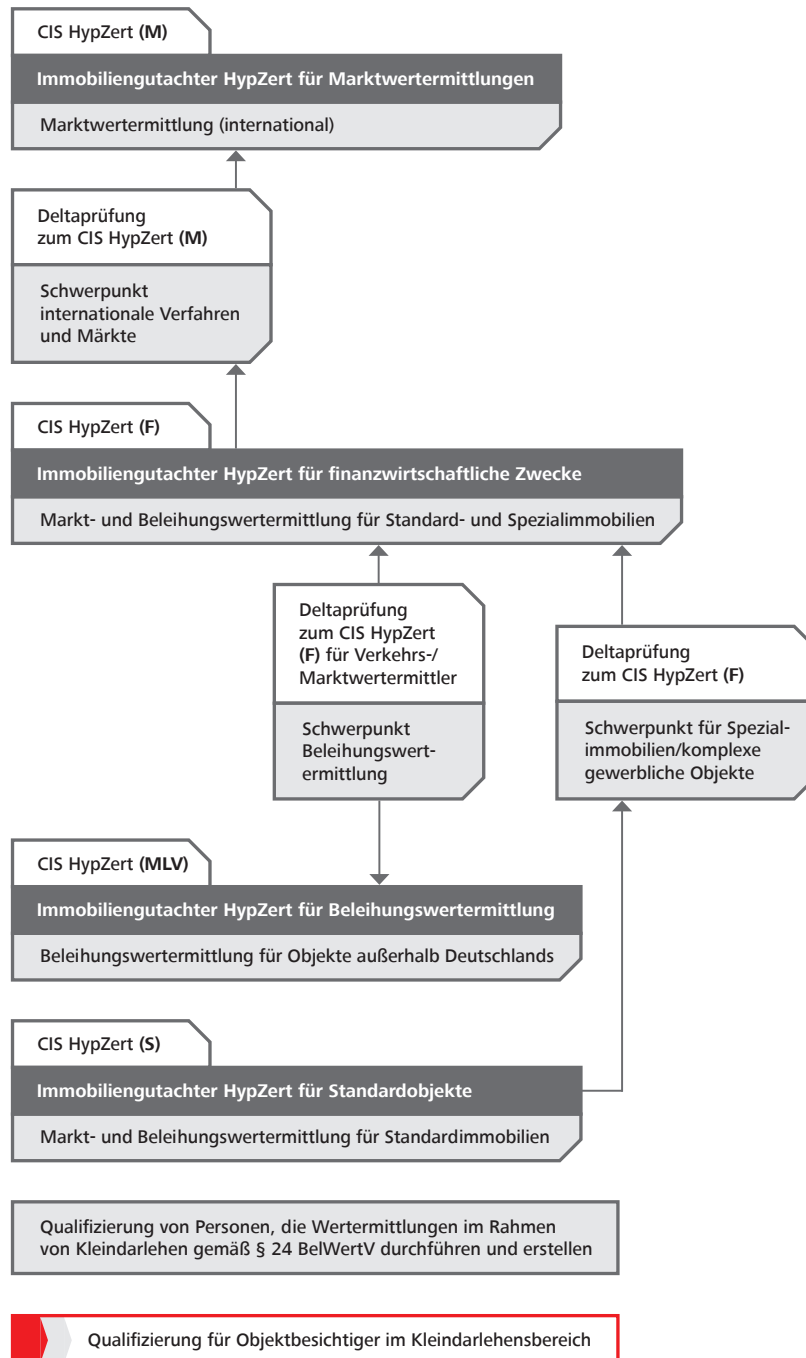 CIS HypZert (M)
Immobiliengutachter HypZert für Marktwertermittlungen
Marktwertermittlung (international)
Deltaprüfung
zum CIS HypZert (M)
Schwerpunkt
internationale Verfahren
und Märkte
CIS HypZert (F)
Immobiliengutachter HypZert für finanzwirtschaftliche Zwecke
Markt- und Beleihungswertermittlung für Standard- und Spezialimmobilien
Deltaprüfung
zum CIS HypZert
(F) für Verkehrs-/
Marktwertermittler
Schwerpunkt
Beleihungswert-
ermittlung
Deltaprüfung
zum CIS HypZert (F)
Schwerpunkt für Spezial-
immobilien/komplexe
gewerbliche Objekte
CIS HypZert (MLV)
Immobiliengutachter HypZert für Beleihungswertermittlung
Beleihungswertermittlung für Objekte außerhalb Deutschlands
CIS HypZert (S)
Immobiliengutachter HypZert für Standardobjekte
Markt- und Beleihungswertermittlung für Standardimmobilien
Qualifizierung von Personen, die Wertermittlungen im Rahmen
von Kleindarlehen gemäß § 24 BelWertV durchführen und erstellen
Qualifizierung für Objektbesichtiger im Kleindarlehensbereich